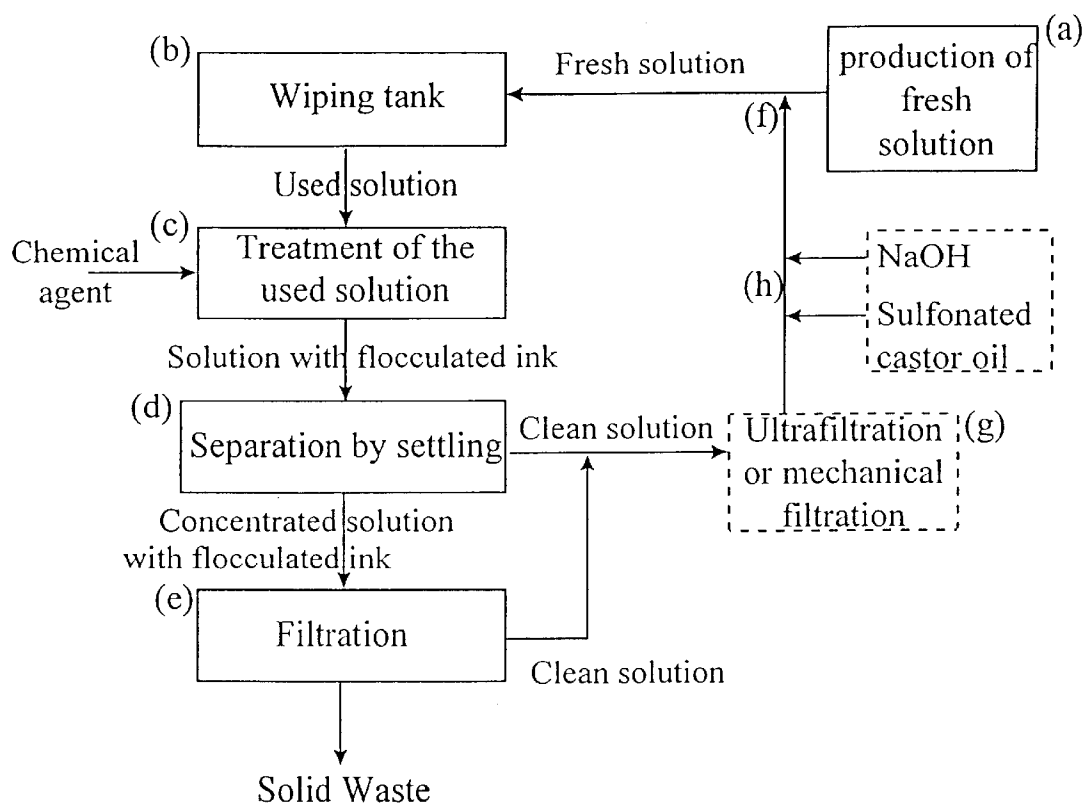 (a)
(b)
production of
fresh
solution
Fresh solution
Wiping tank
(f)
Used solution
(c)
Treatment of the
used solution
Chemical
agent
NaOH
(h)
Sulfonated
castor oil
Solution with flocculated ink
(d)
Separation by settling
Clean solution
Ultrafiltration
or mechanical
filtration
(g)
Concentrated solution
with flocculated ink
(e)
Filtration
Clean solution
Solid Waste